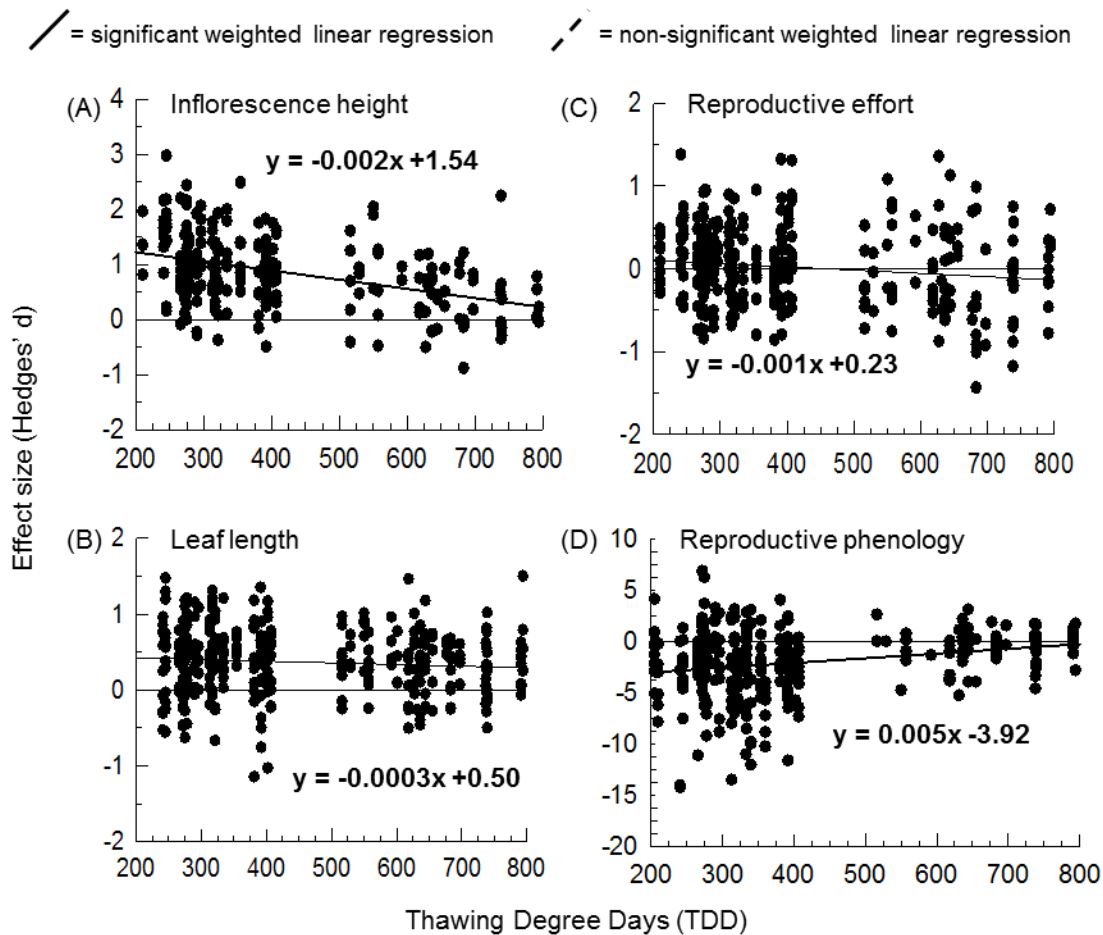 = significant weighted linear regression
= non-significant weighted linear regression
Effect size (Hedges' d)
(A) Inflorescence height
y = -0.002x +1.54
4
3
2
1
0
-1
-2
200 300 400 500 600 700 800
(C) Reproductive effort
y = -0.001x +0.23
2
1
0
-1
-2
200 300 400 500 600 700 800
(B) Leaf length
y = -0.0003x +0.50
2
1
0
-1
-2
200 300 400 500 600 700 800
(D) Reproductive phenology
y = 0.005x -3.92
10
5
0
-5
-10
-15
-20
200 300 400 500 600 700 800
Thawing Degree Days (TDD)